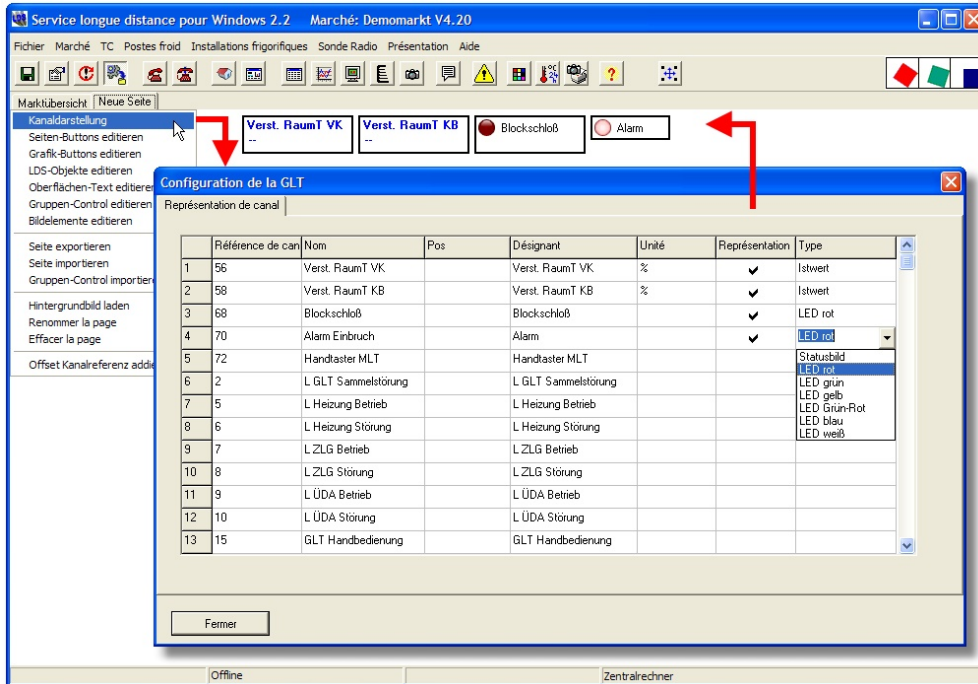 Service longue distance pour Windows 2.2 Marché: Demomarkt V4.20
Fichier Marché TC Postes froid Installations frigorifiques Sonde Radio Présentation Aide
Marktübersicht Neue Seite
Kanaldarstellung
Seiten-Buttons editieren
Grafik-Buttons editieren
LDS-Objekte editieren
Oberflächen-Text editieren
Gruppen-Control editieren
Bildelemente editieren
Seite exportieren
Seite importieren
Gruppen-Control importieren
Hintergrundbild laden
Renommer la page
Effacer la page
Offset Kanalreferenz addie
Verst. RaumT VK
--
Verst. RaumT KB
--
Blockschloß
Alarm
Configuration de la GLT
Représentation de canal
Référence de can Nom Pos Désignant Unité Représentation Type
1 56 Verst. RaumT VK Verst. RaumT VK % Istwert
2 58 Verst. RaumT KB Verst. RaumT KB % Istwert
3 68 Blockschloß Blockschloß LED rot
4 70 Alarm Einbruch Alarm LED rot
5 72 Handtaster MLT Handtaster MLT
6 2 L GLT Sammelstörung L GLT Sammelstörung
7 5 L Heizung Betrieb L Heizung Betrieb
8 6 L Heizung Störung L Heizung Störung
9 7 L ZLG Betrieb L ZLG Betrieb
10 8 L ZLG Störung L ZLG Störung
11 9 L ÜDA Betrieb L ÜDA Betrieb
12 10 L ÜDA Störung L ÜDA Störung
13 15 GLT Handbedienung GLT Handbedienung
Statusbild
LED rot
LED grün
LED gelb
LED Grün-Rot
LED blau
LED weiß
Fermer
Offline Zentralrechner